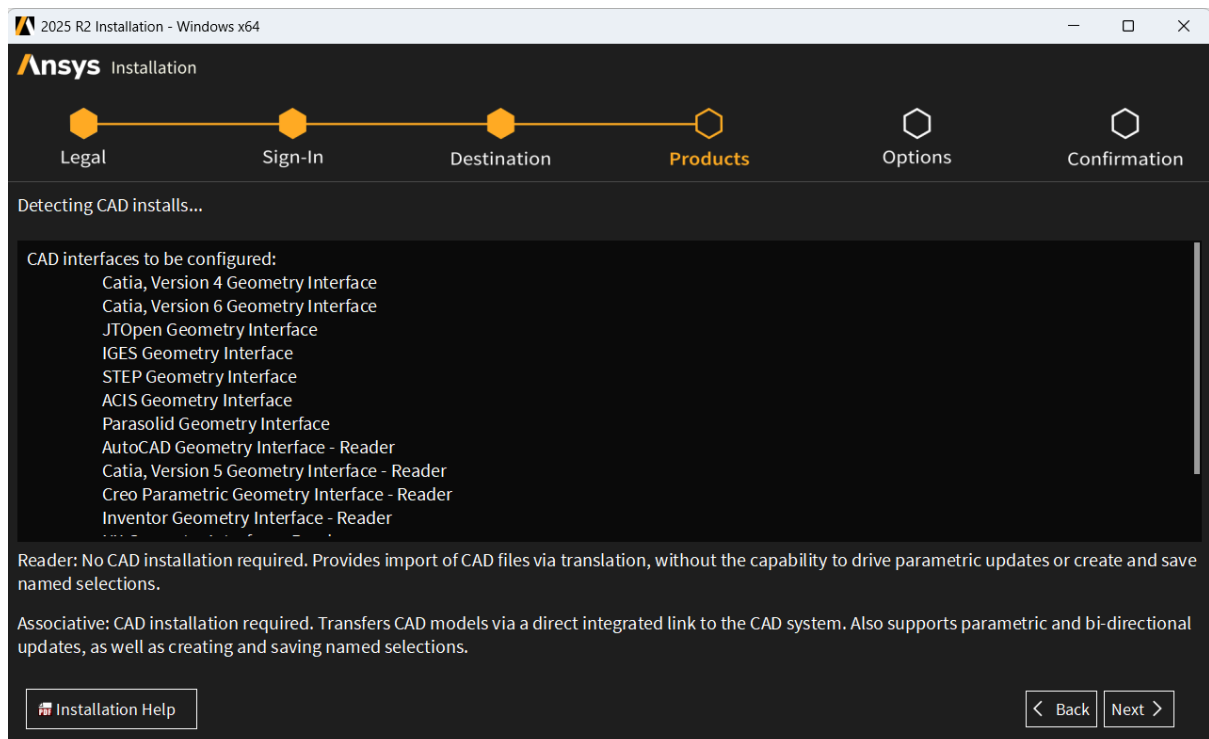 2025 R2 Installation - Windows x64
Ansys Installation
Legal Sign-In Destination Products Options Confirmation
Detecting CAD installs...
CAD interfaces to be configured:
Catia, Version 4 Geometry Interface
Catia, Version 6 Geometry Interface
JTOpen Geometry Interface
IGES Geometry Interface
STEP Geometry Interface
ACIS Geometry Interface
Parasolid Geometry Interface
AutoCAD Geometry Interface - Reader
Catia, Version 5 Geometry Interface - Reader
Creo Parametric Geometry Interface - Reader
Inventor Geometry Interface - Reader
Reader: No CAD installation required. Provides import of CAD files via translation, without the capability to drive parametric updates or create and save
named selections.
Associative: CAD installation required. Transfers CAD models via a direct integrated link to the CAD system. Also supports parametric and bi-directional
updates, as well as creating and saving named selections.
Installation Help
Back Next